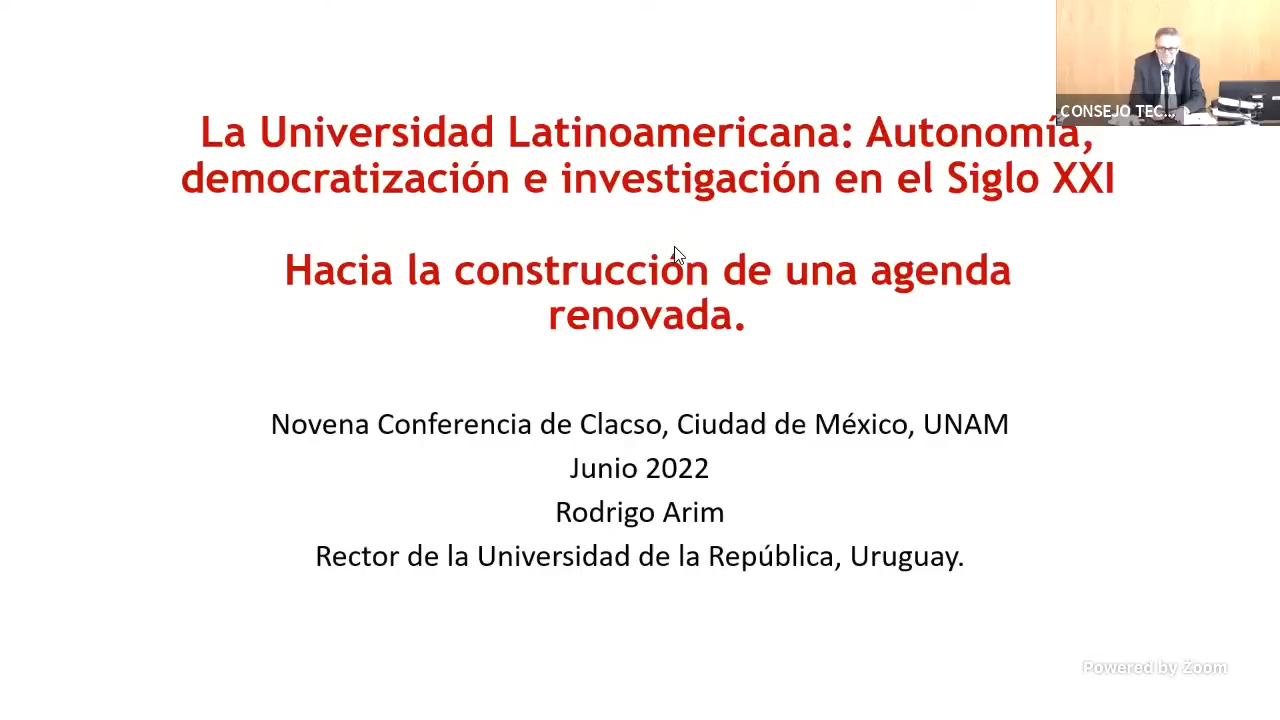 CONSEJO TEC...
La Universidad Latinoamericana: Autonomía,
democratización e investigación en el Siglo XXI
Hacia la construcción de una agenda
renovada.
Novena Conferencia de Clacso, Ciudad de México, UNAM
Junio 2022
Rodrigo Arim
Rector de la Universidad de la República, Uruguay.
Powered by Zoom